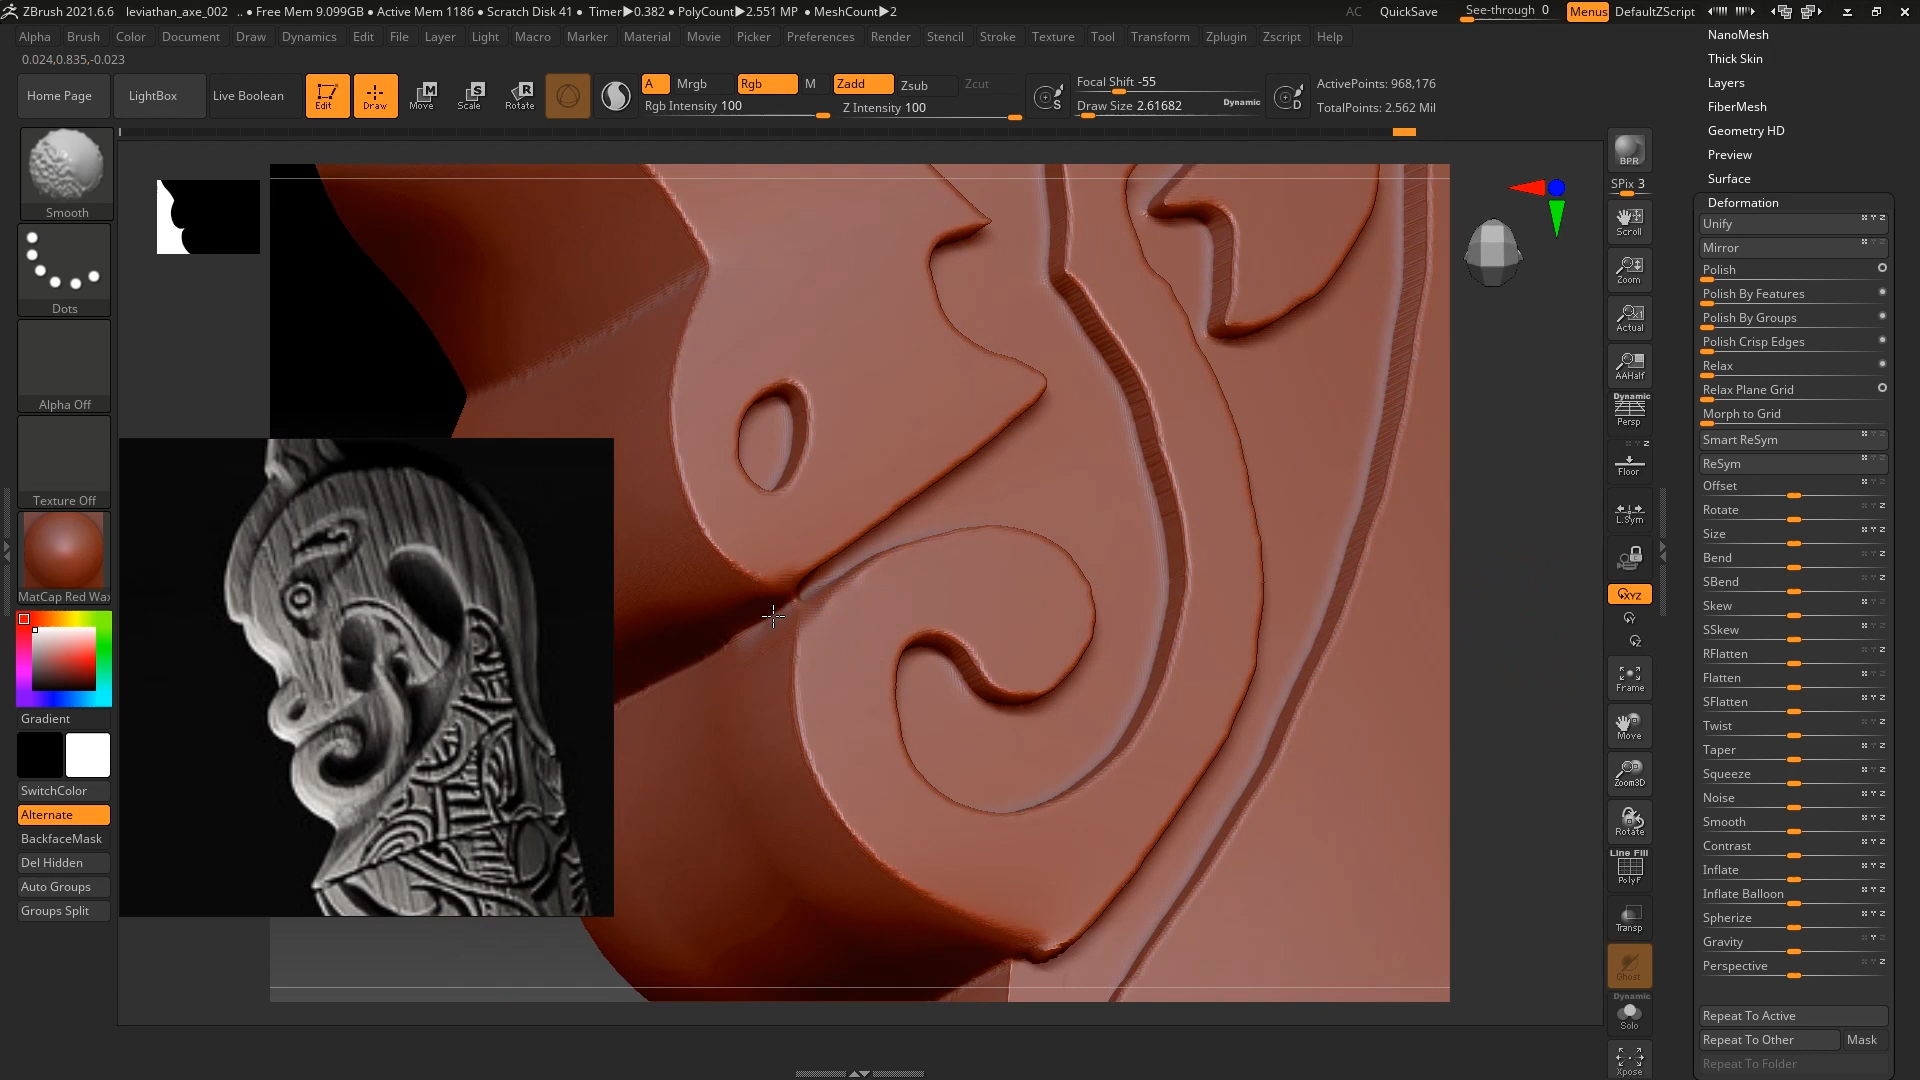 ZBrush 2021.6.6 leviathan_axe_002 .. ● Free Mem 9.099GB ● Active Mem 1186 ● Scratch Disk 41 ● Timer▶0.382 ● PolyCount▶2.551 MP ● MeshCount▶2 AC QuickSave See-through 0 Menus DefaultZScript
Alpha Brush Color Document Draw Dynamics Edit File Layer Light Macro Marker Material Movie Picker Preferences Render Stencil Stroke Texture Tool Transform Zplugin Zscript Help
0.024,0.835,-0.023
Home Page LightBox Live Boolean Edit Draw Move Scale Rotate
A Mrgb Rgb M Zadd Zsub Zcut
Rgb Intensity 100 Z Intensity 100
S Focal Shift -55
Draw Size 2.61682 Dynamic D
ActivePoints: 968,176
TotalPoints: 2.562 Mil
Smooth
Dots
Alpha Off
Texture Off
MatCap Red Wax
Gradient
SwitchColor
Alternate
BackfaceMask
Del Hidden
Auto Groups
Groups Split
BPR
SPix 3
Scroll
Zoom
Actual
AAHalf
Dynamic
Persp
Floor
L.Sym
XYZ
Y
Z
Frame
Move
Zoom3D
Rotate
Line Fill
PolyF
Transp
Ghost
Dynamic
Solo
Xpose
NanoMesh
Thick Skin
Layers
FiberMesh
Geometry HD
Preview
Surface
Deformation
Unify
Mirror
Polish
Polish By Features
Polish By Groups
Polish Crisp Edges
Relax
Relax Plane Grid
Morph to Grid
Smart ReSym
ReSym
Offset
Rotate
Size
Bend
SBend
Skew
SSkew
RFlatten
Flatten
SFlatten
Twist
Taper
Squeeze
Noise
Smooth
Contrast
Inflate
Inflate Balloon
Spherize
Gravity
Perspective
Repeat To Active
Repeat To Other Mask
Repeat To Folder